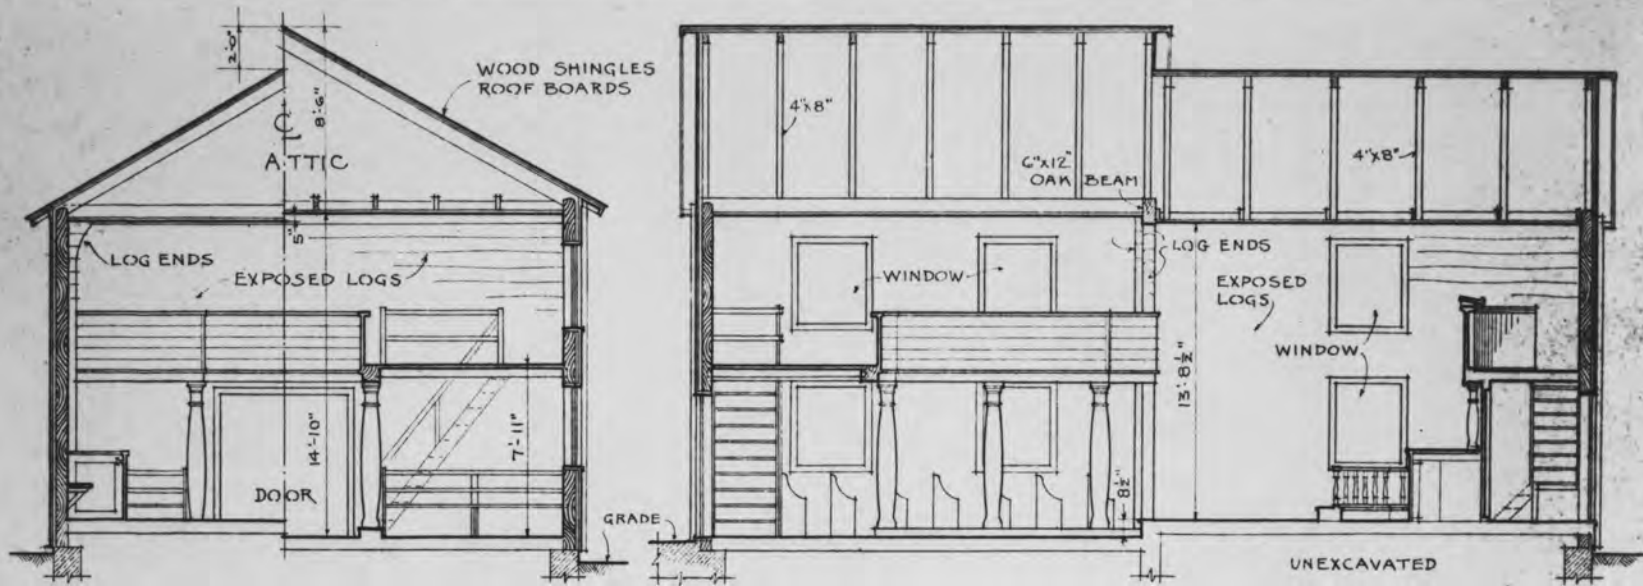 2'-0"
8'-6"
WOOD SHINGLES
ROOF BOARDS
ATTIC
5"
LOG ENDS
EXPOSED LOGS
14'-10"
7'-11"
DOOR
GRADE
4"x8"
6"x12"
OAK BEAM
4"x8"
LOG ENDS
WINDOW
EXPOSED
LOGS
WINDOW
13'-8½"
8½"
UNEXCAVATED